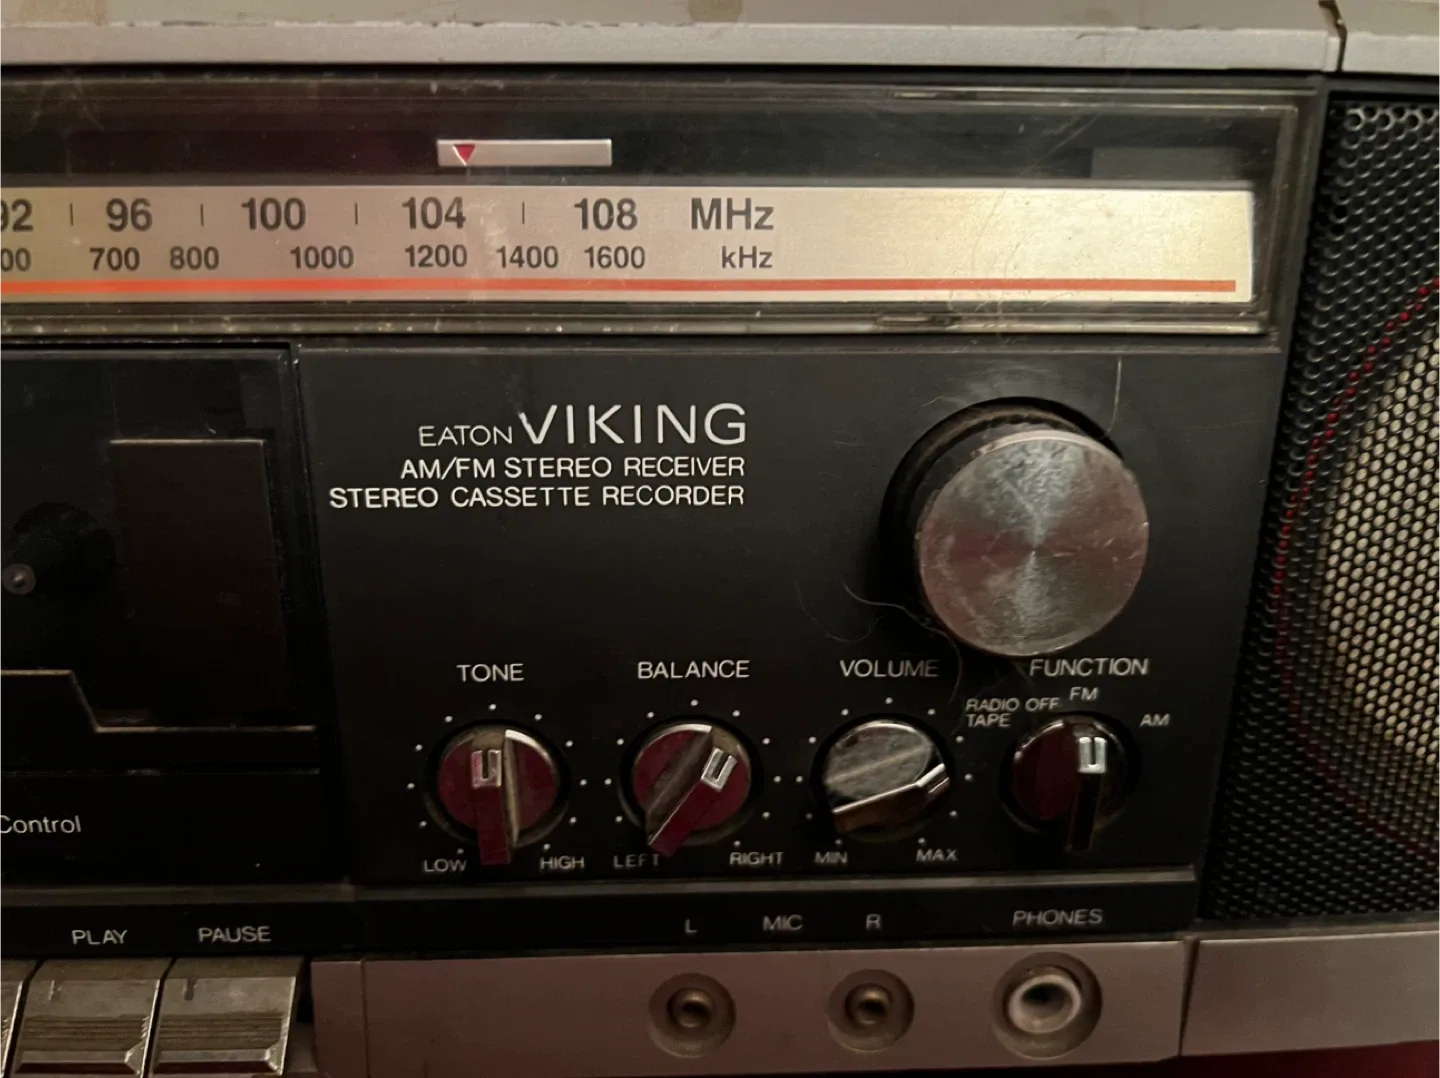 92 | 96 | 100 | 104 | 108 MHz
00 700 800 1000 1200 1400 1600 kHz
EATON VIKING
AM/FM STEREO RECEIVER
STEREO CASSETTE RECORDER
TONE BALANCE VOLUME FUNCTION
RADIO OFF FM
TAPE AM
Control
LOW HIGH LEFT RIGHT MIN MAX
PLAY PAUSE L MIC R PHONES